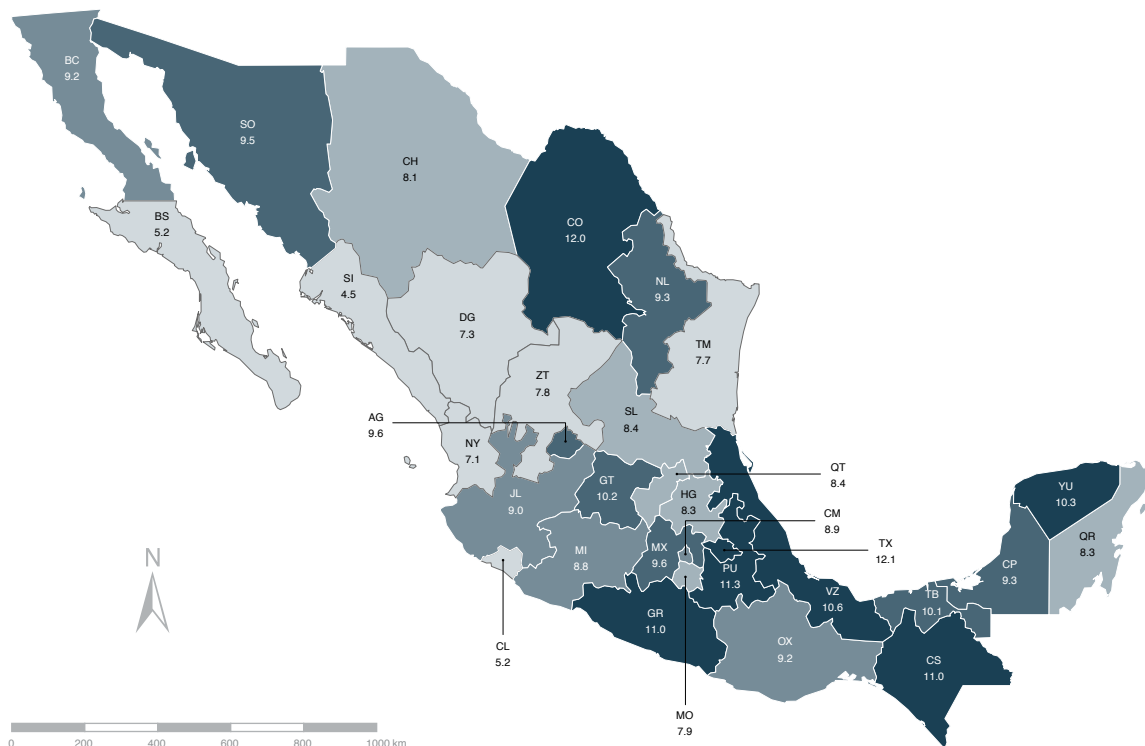 BC
9.2
SO
9.5
CH
8.1
BS
5.2
CO
12.0
SI
4.5
NL
9.3
DG
7.3
TM
7.7
ZT
7.8
AG
9.6
SL
8.4
NY
7.1
QT
8.4
GT
10.2
HG
8.3
JL
9.0
YU
10.3
CM
8.9
QR
8.3
TX
12.1
MI
8.8
MX
9.6
PU
11.3
CP
9.3
VZ
10.6
TB
10.1
N
GR
11.0
OX
9.2
CS
11.0
CL
5.2
MO
7.9
0 200 400 600 800 1000 km